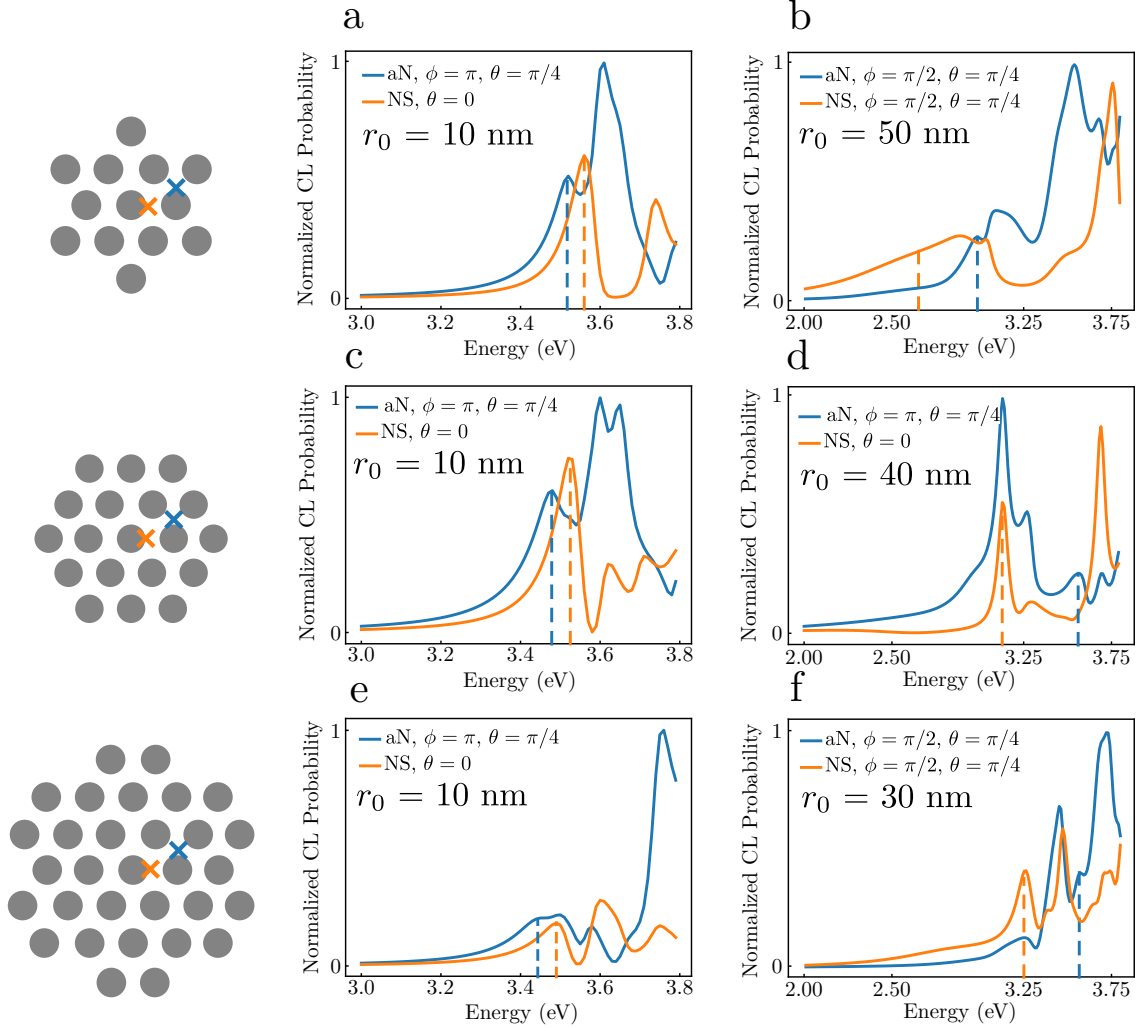 a
Normalized CL Probability
1
0
aN, ϕ = π, θ = π/4
NS, θ = 0
r₀ = 10 nm
3.0 3.2 3.4 3.6 3.8
Energy (eV)
b
Normalized CL Probability
1
0
aN, ϕ = π/2, θ = π/4
NS, ϕ = π/2, θ = π/4
r₀ = 50 nm
2.00 2.50 3.25 3.75
Energy (eV)
c
Normalized CL Probability
1
0
aN, ϕ = π, θ = π/4
NS, θ = 0
r₀ = 10 nm
3.0 3.2 3.4 3.6 3.8
Energy (eV)
d
Normalized CL Probability
1
0
aN, ϕ = π, θ = π/4
NS, θ = 0
r₀ = 40 nm
2.00 2.50 3.25 3.75
Energy (eV)
e
Normalized CL Probability
1
0
aN, ϕ = π, θ = π/4
NS, θ = 0
r₀ = 10 nm
3.0 3.2 3.4 3.6 3.8
Energy (eV)
f
Normalized CL Probability
1
0
aN, ϕ = π/2, θ = π/4
NS, ϕ = π/2, θ = π/4
r₀ = 30 nm
2.00 2.50 3.25 3.75
Energy (eV)